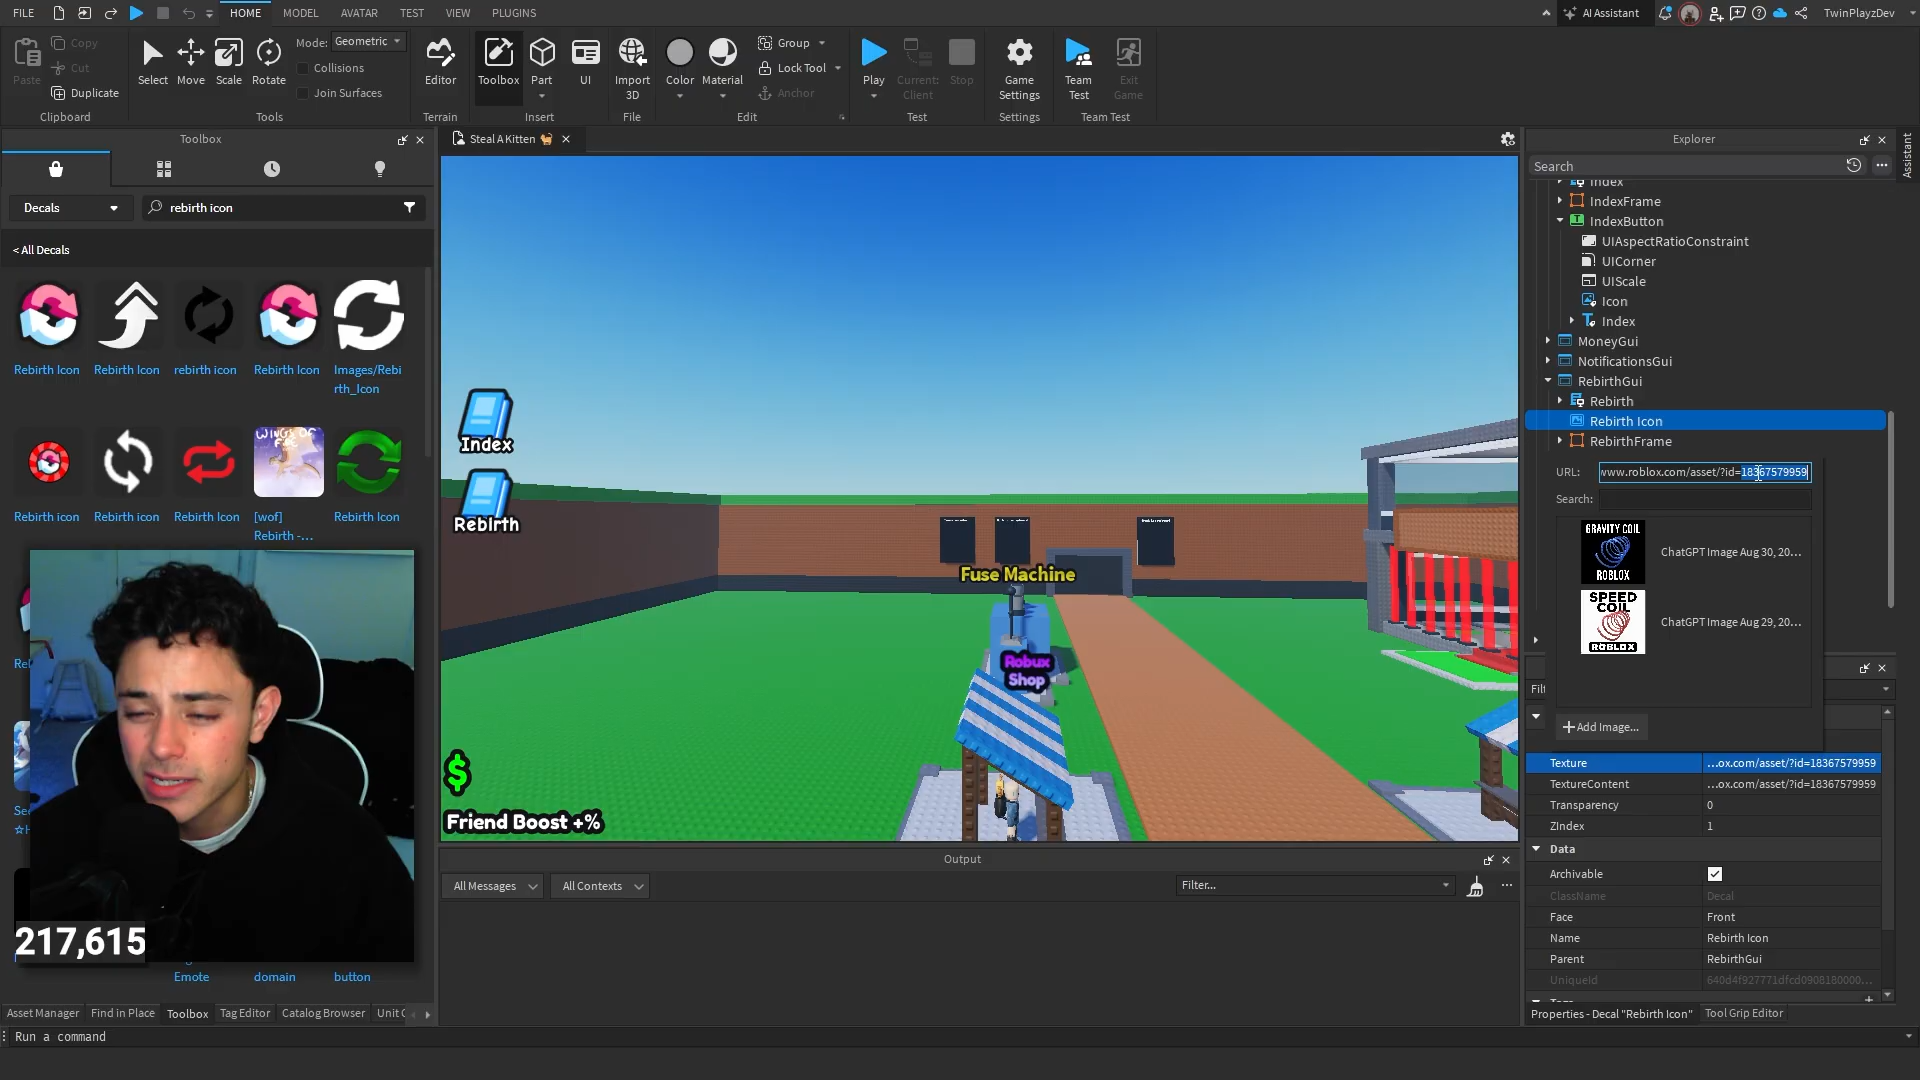 FILE
HOME
MODEL
AVATAR
TEST
VIEW
PLUGINS
AI Assistant
TwinPlayzDev
Paste
Copy
Cut
Duplicate
Clipboard
Select
Move
Scale
Rotate
Mode: Geometric
Collisions
Join Surfaces
Tools
Editor
Terrain
Toolbox
Part
UI
Insert
Import 3D
File
Color
Material
Group
Lock Tool
Anchor
Edit
Play
Current: Client
Stop
Test
Game Settings
Settings
Team Test
Exit Game
Team Test
Toolbox
Decals
rebirth icon
< All Decals
Rebirth Icon
Rebirth Icon
rebirth icon
Rebirth Icon
Images/Rebi
rth_Icon
WINGS OF
Rebirth icon
Rebirth icon
Rebirth Icon
[wof]
Rebirth -...
Rebirth Icon
217,615
Emote
domain
button
Asset Manager
Find in Place
Toolbox
Tag Editor
Catalog Browser
Run a command
Steal A Kitten
Index
Rebirth
Fuse Machine
Robux
Shop
$
Friend Boost +%
Output
All Messages
All Contexts
Filter...
Explorer
Assistant
Search
Index
IndexFrame
IndexButton
UIAspectRatioConstraint
UICorner
UIScale
Icon
Index
MoneyGui
NotificationsGui
RebirthGui
Rebirth
Rebirth Icon
RebirthFrame
URL: www.roblox.com/asset/?id=18367579959
Search:
GRAVITY COIL
ROBLOX
ChatGPT Image Aug 30, 20...
SPEED
COIL
ROBLOX
ChatGPT Image Aug 29, 20...
Add Image...
Texture ...ox.com/asset/?id=18367579959
TextureContent ...ox.com/asset/?id=18367579959
Transparency 0
ZIndex 1
Data
Archivable
ClassName Decal
Face Front
Name Rebirth Icon
Parent RebirthGui
UniqueId 640d4f927771dfcd0908180000...
Properties - Decal "Rebirth Icon"
Tool Grip Editor